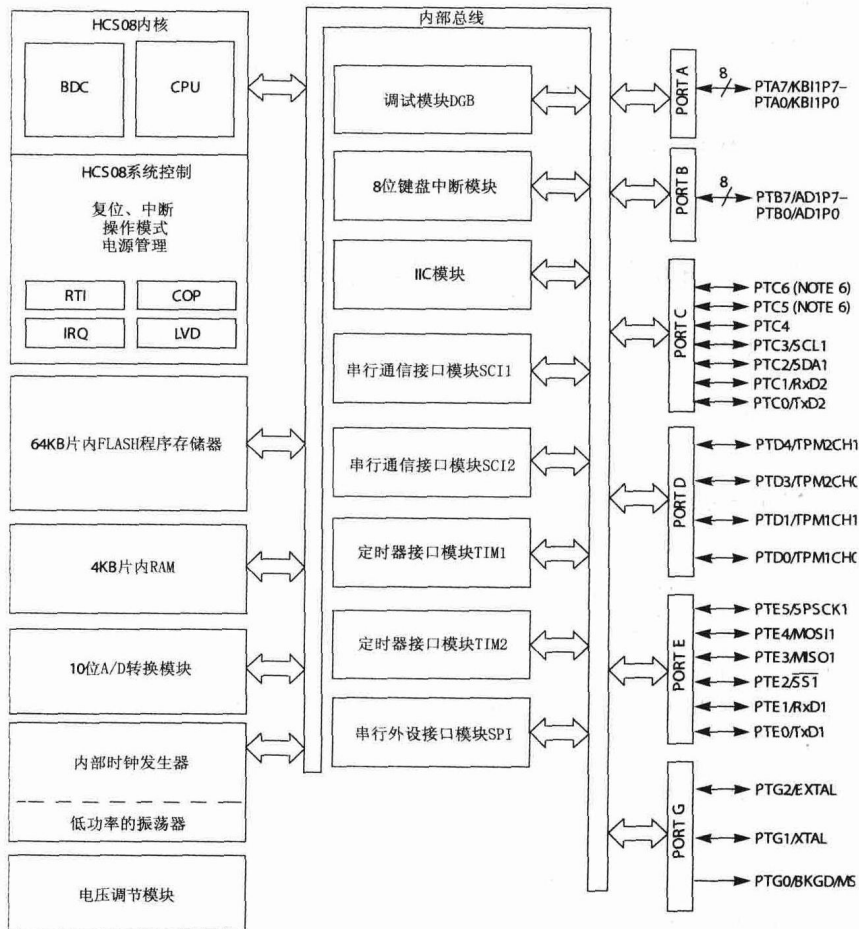 HCS08内核
BDC
CPU
HCS08系统控制
复位、中断
操作模式
电源管理
RTI
COP
IRQ
LVD
64KB片内FLASH程序存储器
4KB片内RAM
10位A/D转换模块
内部时钟发生器
低功率的振荡器
电压调节模块
内部总线
调试模块DGB
8位键盘中断模块
IIC模块
串行通信接口模块SCI1
串行通信接口模块SCI2
定时器接口模块TIM1
定时器接口模块TIM2
串行外设接口模块SPI
PORT A
8
PTA7/KBI1P7–
PTA0/KBI1P0
PORT B
8
PTB7/AD1P7–
PTB0/AD1P0
PORT C
PTC6 (NOTE 6)
PTC5 (NOTE 6)
PTC4
PTC3/SCL1
PTC2/SDA1
PTC1/RxD2
PTC0/TxD2
PORT D
PTD4/TPM2CH1
PTD3/TPM2CH0
PTD1/TPM1CH1
PTD0/TPM1CH0
PORT E
PTE5/SPSCK1
PTE4/MOSI1
PTE3/MISO1
PTE2/SS1
PTE1/RxD1
PTE0/TxD1
PORT G
PTG2/EXTAL
PTG1/XTAL
PTG0/BKGD/MS